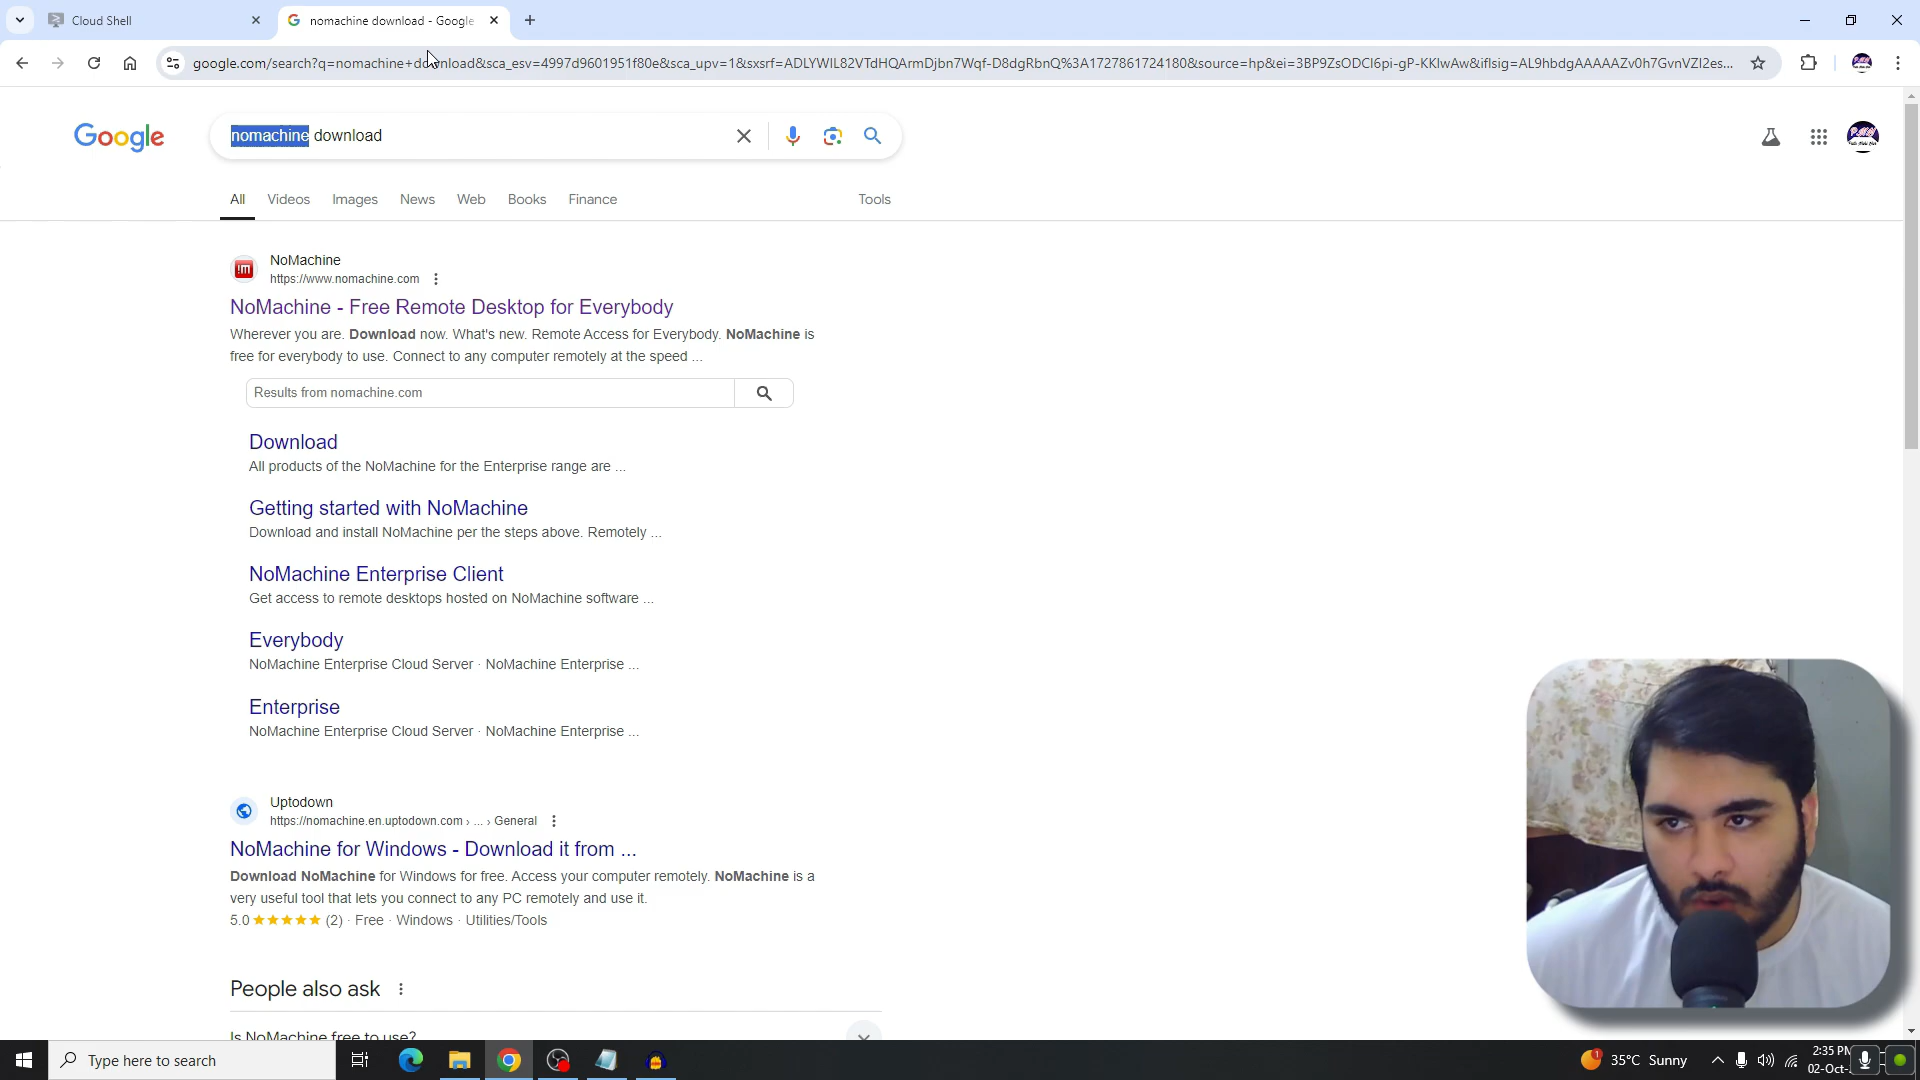 Cloud Shell
nomachine download - Google
google.com/search?q=nomachine+download&sca_esv=4997d9601951f80e&sca_upv=1&sxsrf=ADLYWIL82VTdHQArmDjbn7Wqf-D8dgRbnQ%3A1727861724180&source=hp&ei=3BP9ZsODCI6pi-gP-KKIwAw&iflsig=AL9hbdgAAAAAZv0h7GvnVZI2es...
Google
nomachine download
All Videos Images News Web Books Finance Tools
NoMachine
https://www.nomachine.com
NoMachine - Free Remote Desktop for Everybody
Wherever you are. Download now. What's new. Remote Access for Everybody. NoMachine is
free for everybody to use. Connect to any computer remotely at the speed ...
Results from nomachine.com
Download
All products of the NoMachine for the Enterprise range are ...
Getting started with NoMachine
Download and install NoMachine per the steps above. Remotely ...
NoMachine Enterprise Client
Get access to remote desktops hosted on NoMachine software ...
Everybody
NoMachine Enterprise Cloud Server · NoMachine Enterprise ...
Enterprise
NoMachine Enterprise Cloud Server · NoMachine Enterprise ...
Uptodown
https://nomachine.en.uptodown.com › ... › General
NoMachine for Windows - Download it from ...
Download NoMachine for Windows for free. Access your computer remotely. NoMachine is a
very useful tool that lets you connect to any PC remotely and use it.
5.0 (2) · Free · Windows · Utilities/Tools
People also ask
Is NoMachine free to use?
Type here to search
35°C Sunny
2:35 PM
02-Oct-